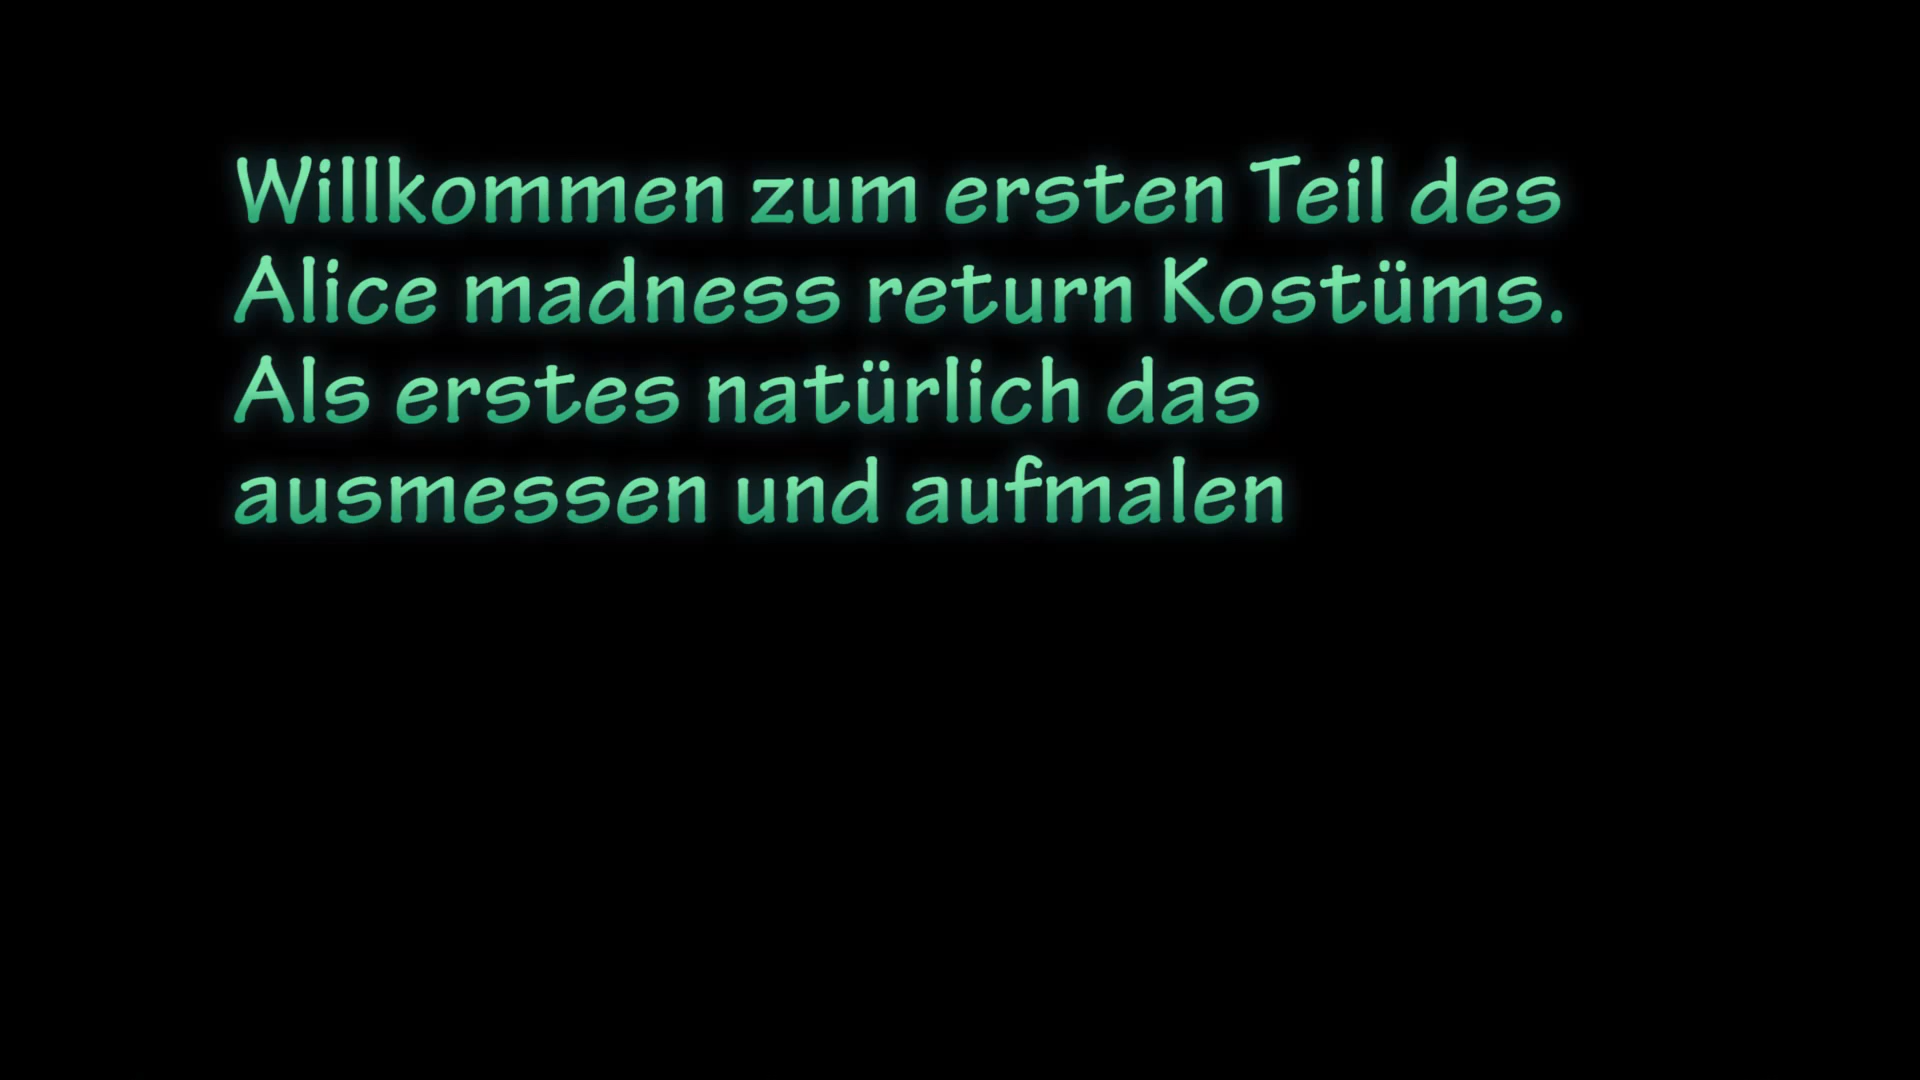 Willkommen zum ersten Teil des
Alice madness return Kostüms.
Als erstes natürlich das
ausmessen und aufmalen